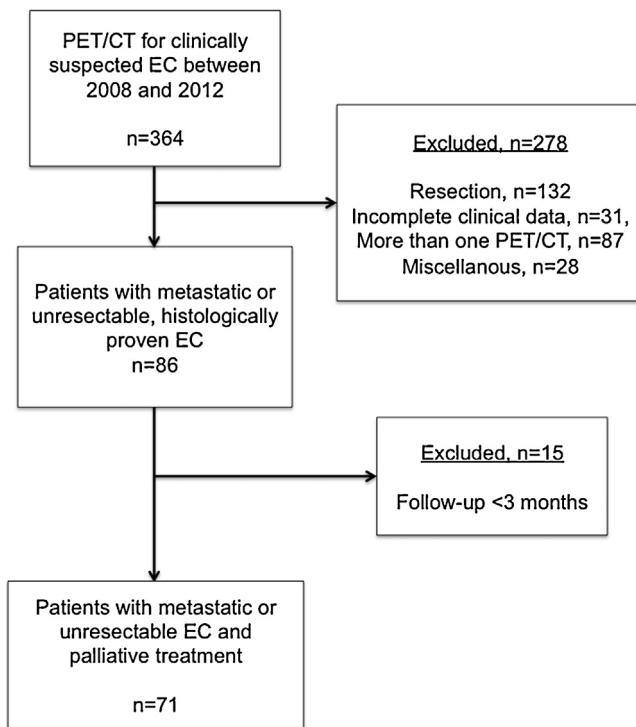 PET/CT for clinically
suspected EC between
2008 and 2012
n=364
Excluded, n=278
Resection, n=132
Incomplete clinical data, n=31,
More than one PET/CT, n=87
Miscellanous, n=28
Patients with metastatic or
unresectable, histologically
proven EC
n=86
Excluded, n=15
Follow-up <3 months
Patients with metastatic or
unresectable EC and
palliative treatment
n=71